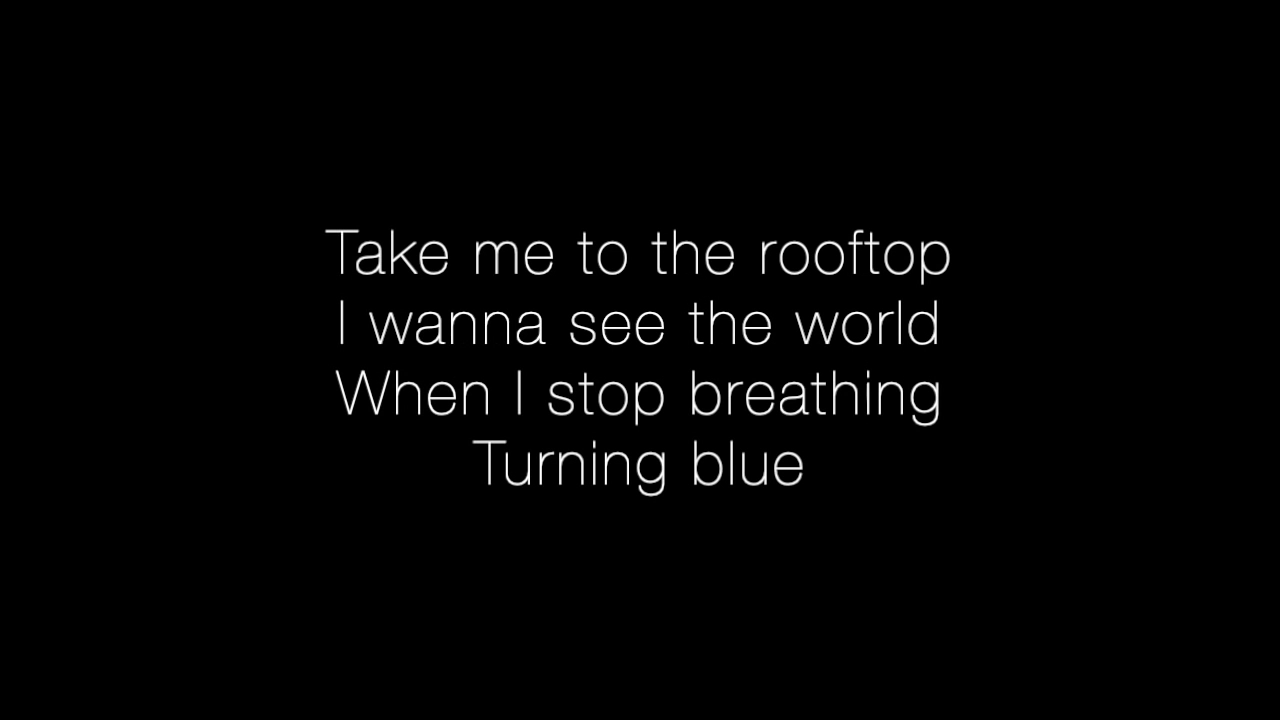 Take me to the rooftop
I wanna see the world
When I stop breathing
Turning blue